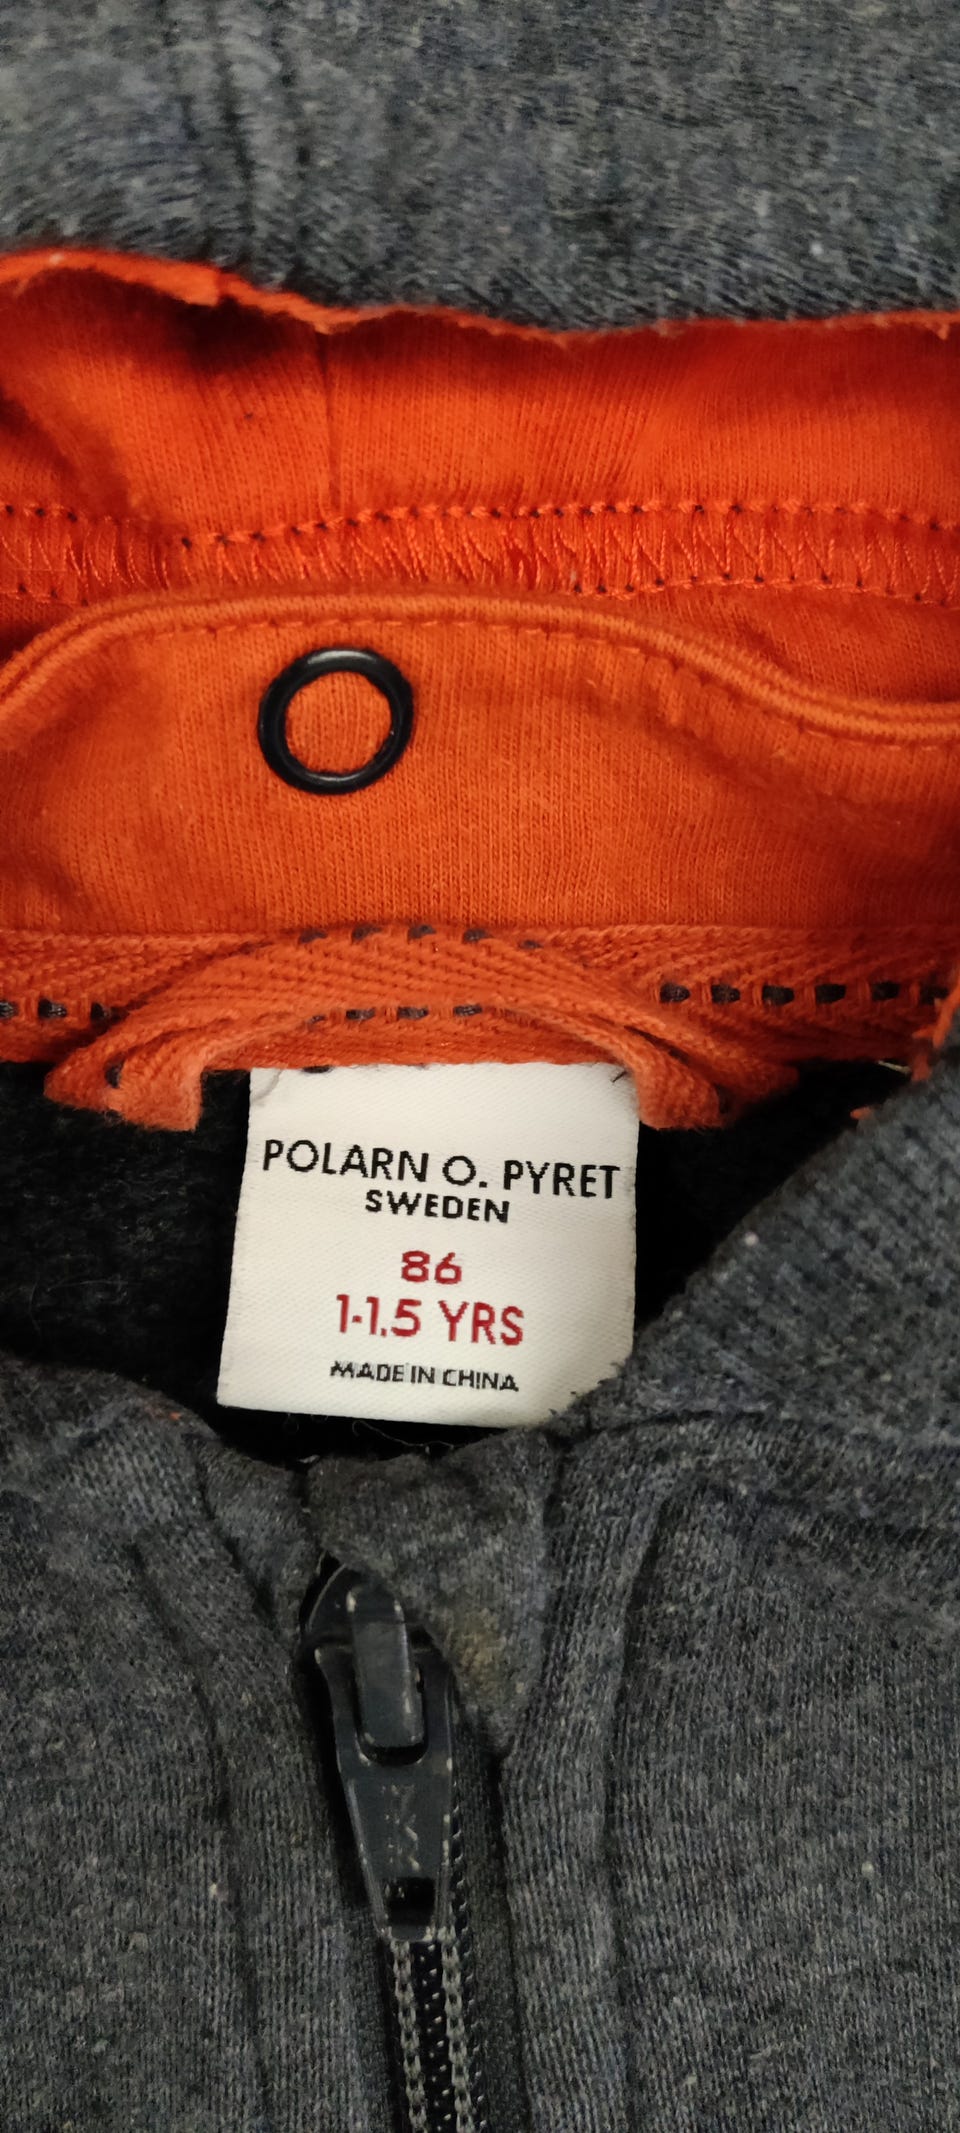 POLARN O. PYRET
SWEDEN
86
1-1.5 YRS
MADE IN CHINA